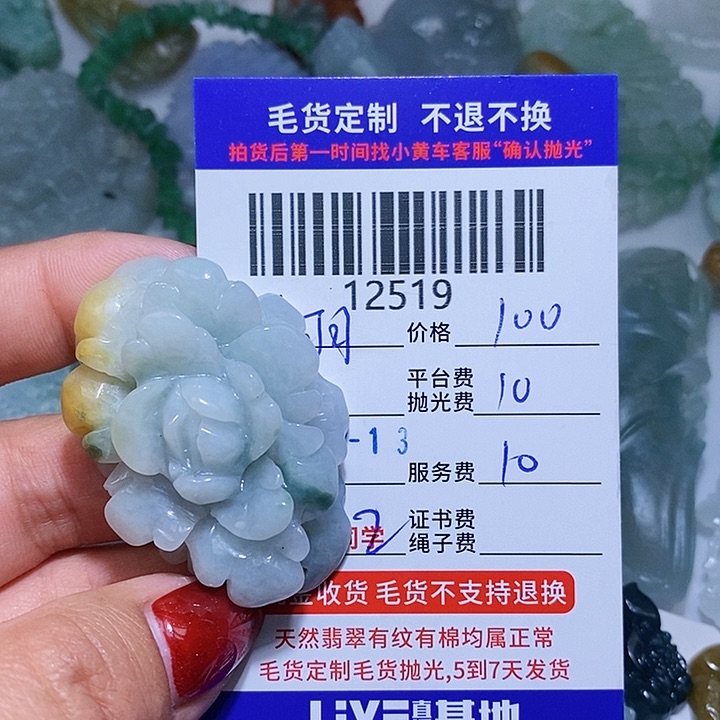 毛货定制 不退不换
拍货后第一时间找小黄车客服“确认抛光”
12519
价格 100
平台费
抛光费 10
-13
服务费 10
证书费
绳子费
收货 毛货不支持退换
天然翡翠有纹有棉均属正常
毛货定制毛货抛光,5到7天发货
基地